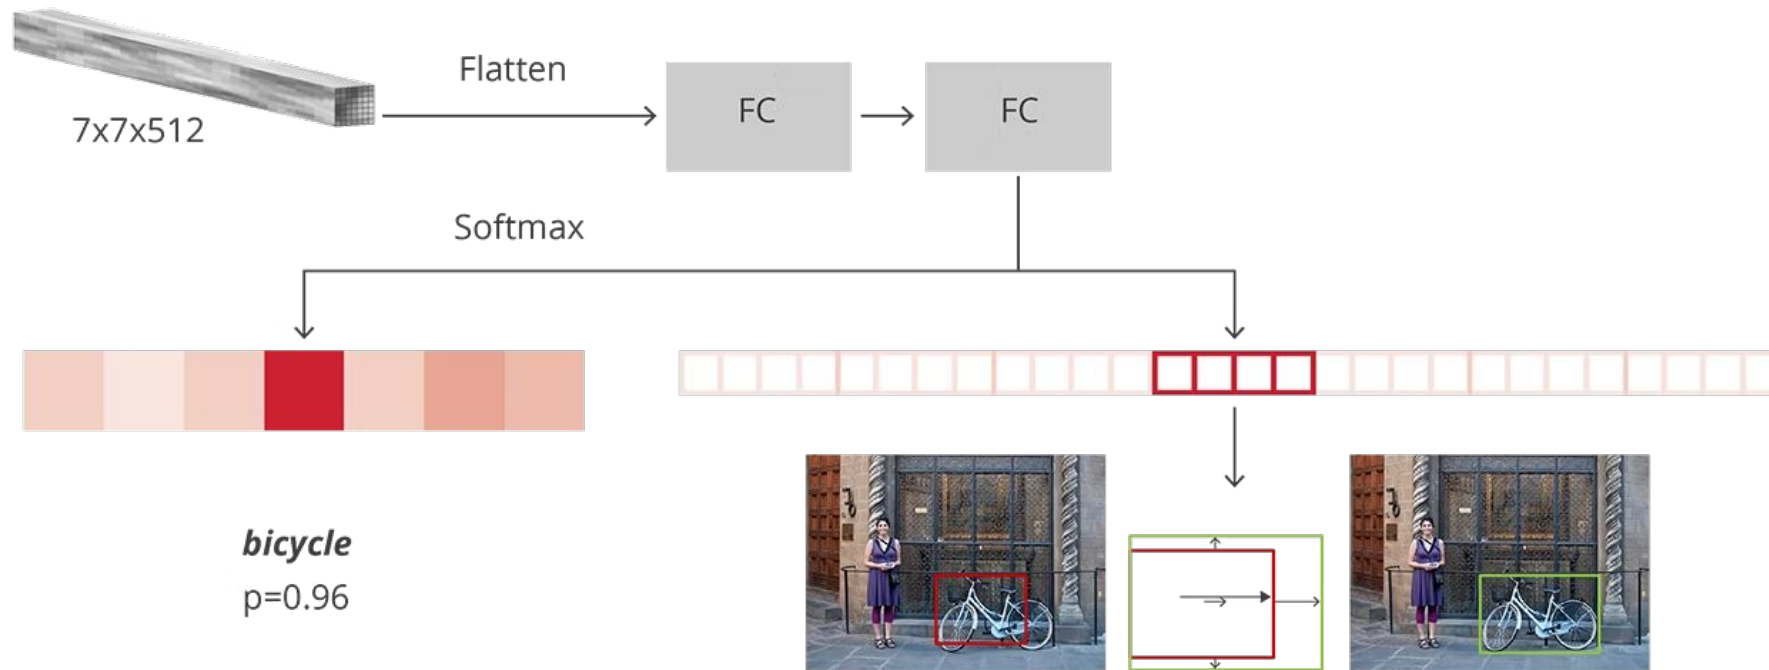 Flatten
7x7x512
FC
FC
Softmax
bicycle
p=0.96